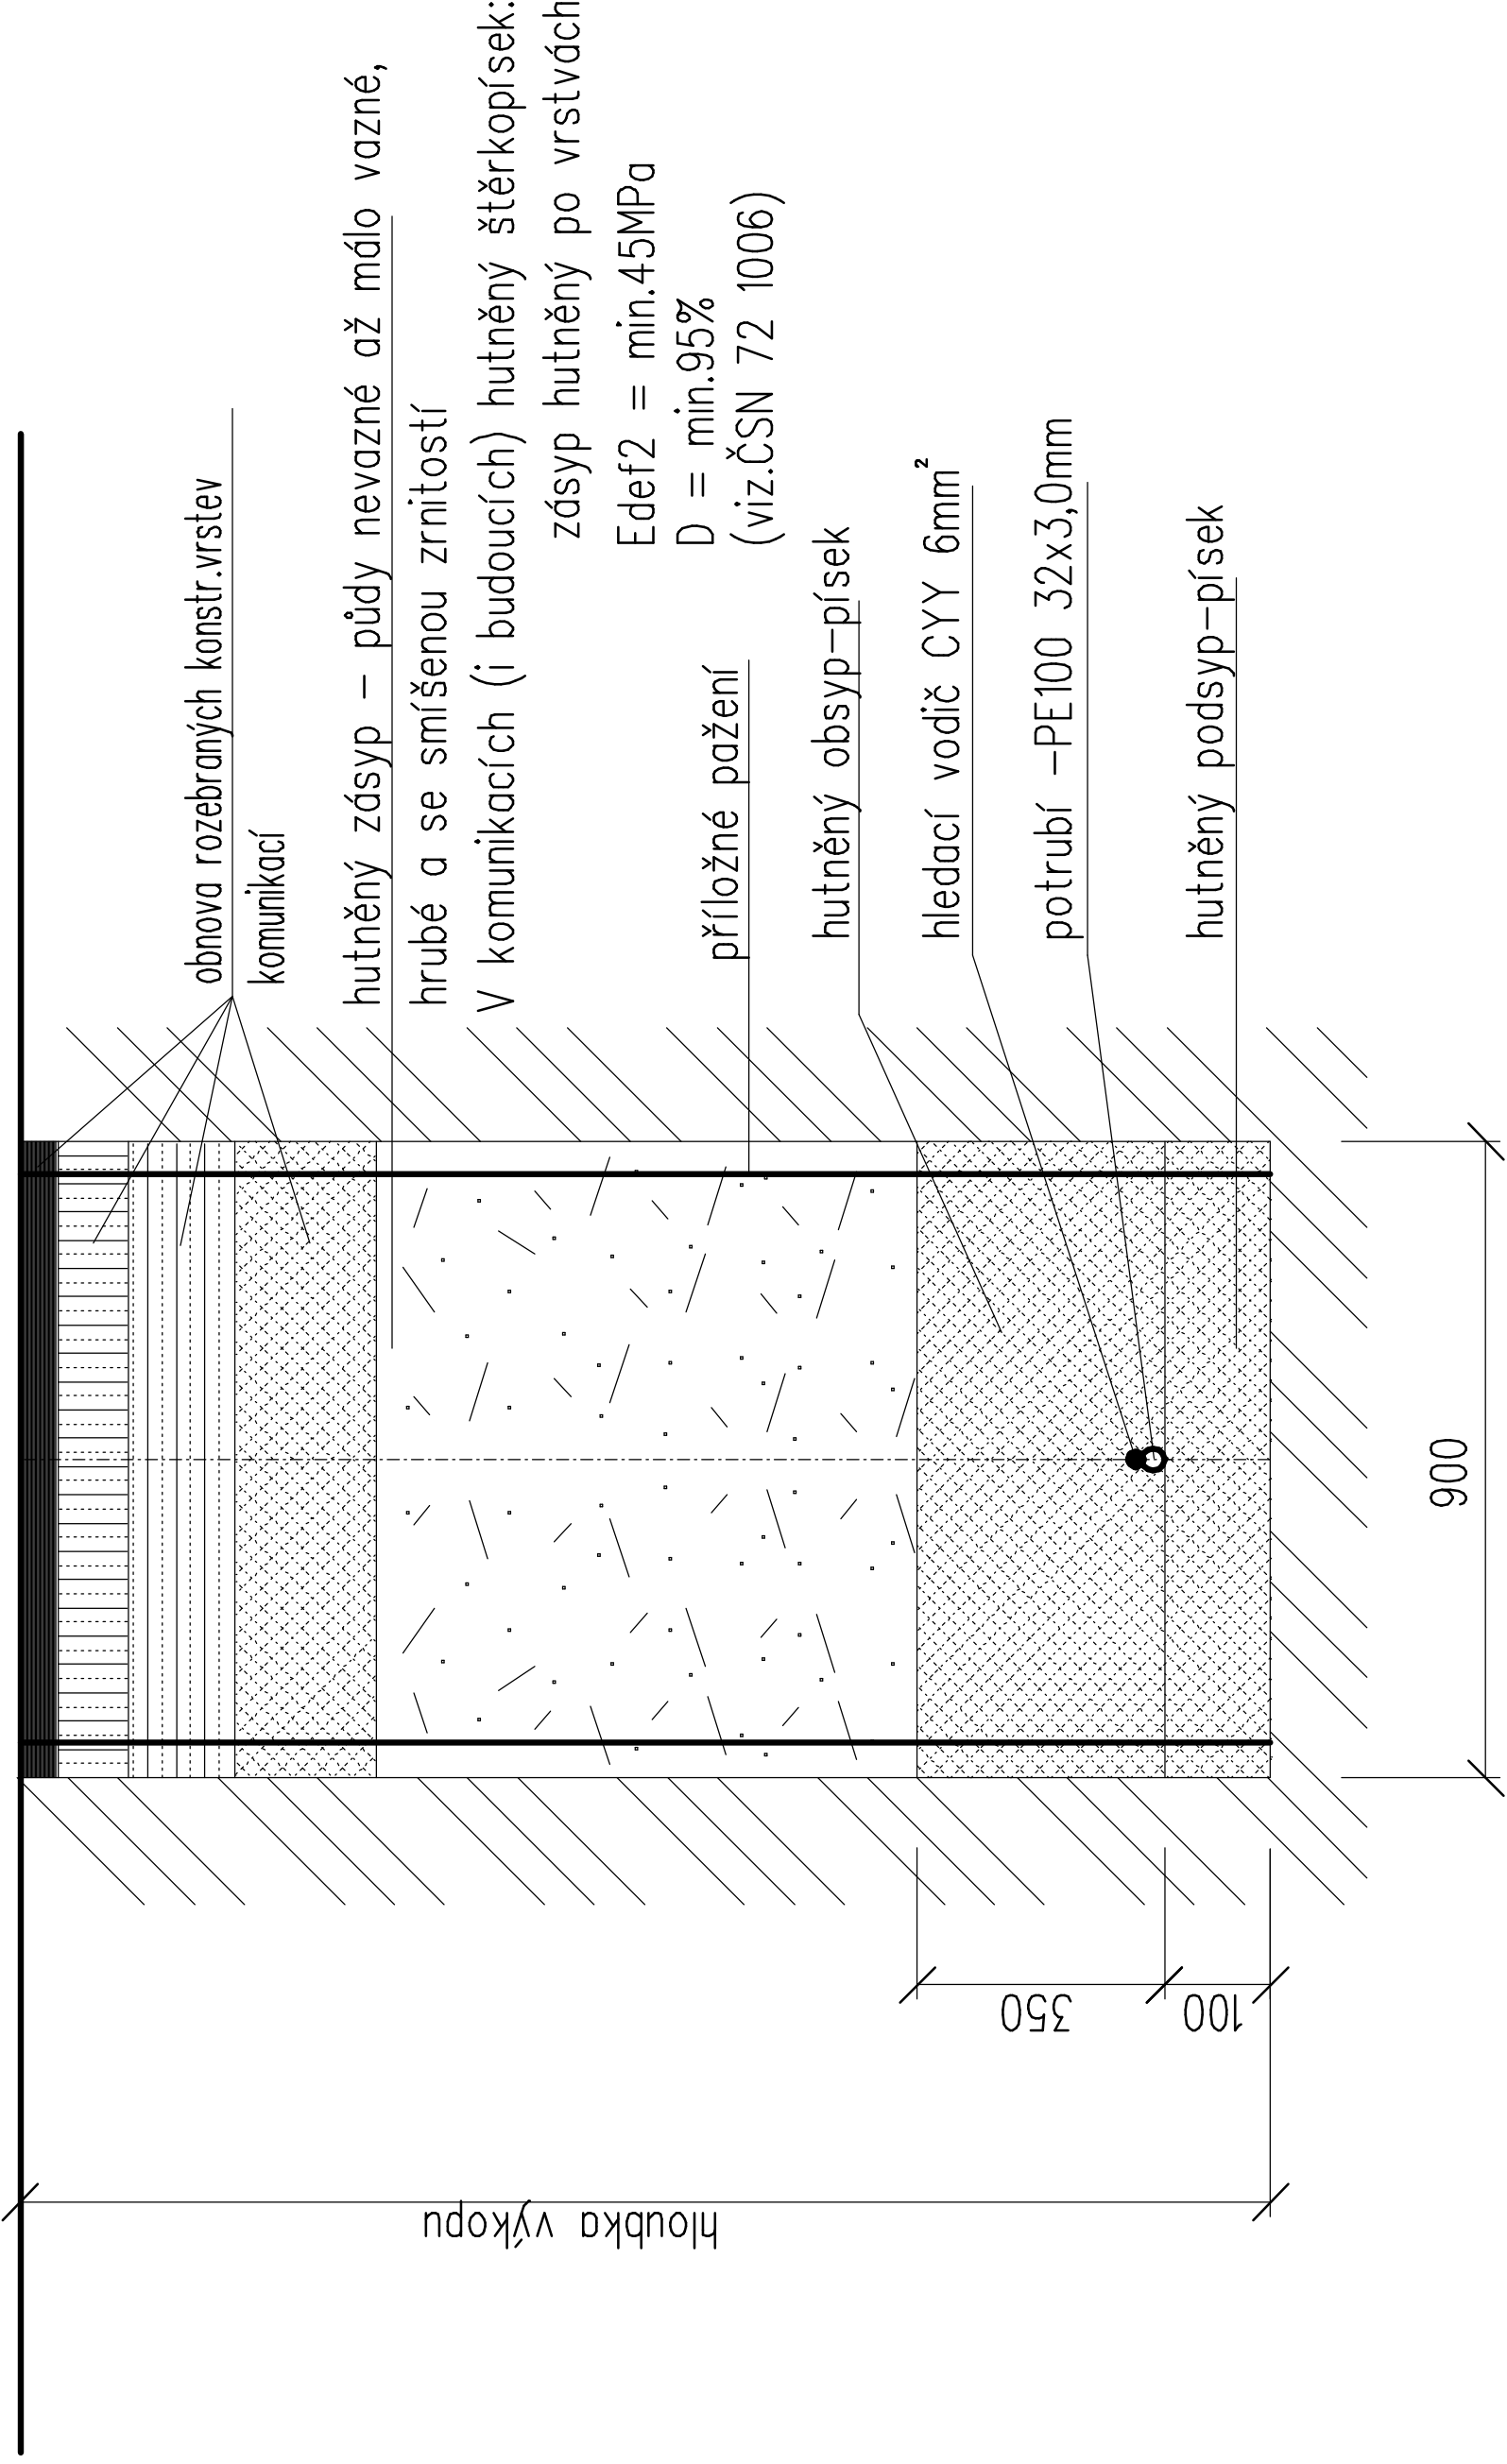 obnova rozebraných konstr.vrstev
komunikací
hutněný zásyp - půdy nevazné až málo vazné,
hrubé a se smíšenou zrnitostí
V komunikacích (i budoucích) hutněný štěrkopísek:
zásyp hutněný po vrstvách
Edef2 = min.45MPa
D = min.95%
(viz.ČSN 72 1006)
příložné pažení
hutněný obsyp-písek
hledací vodič CYY 6mm²
potrubí -PE100 32x3,0mm
hutněný podsyp-písek
900
350
100
hloubka výkopu